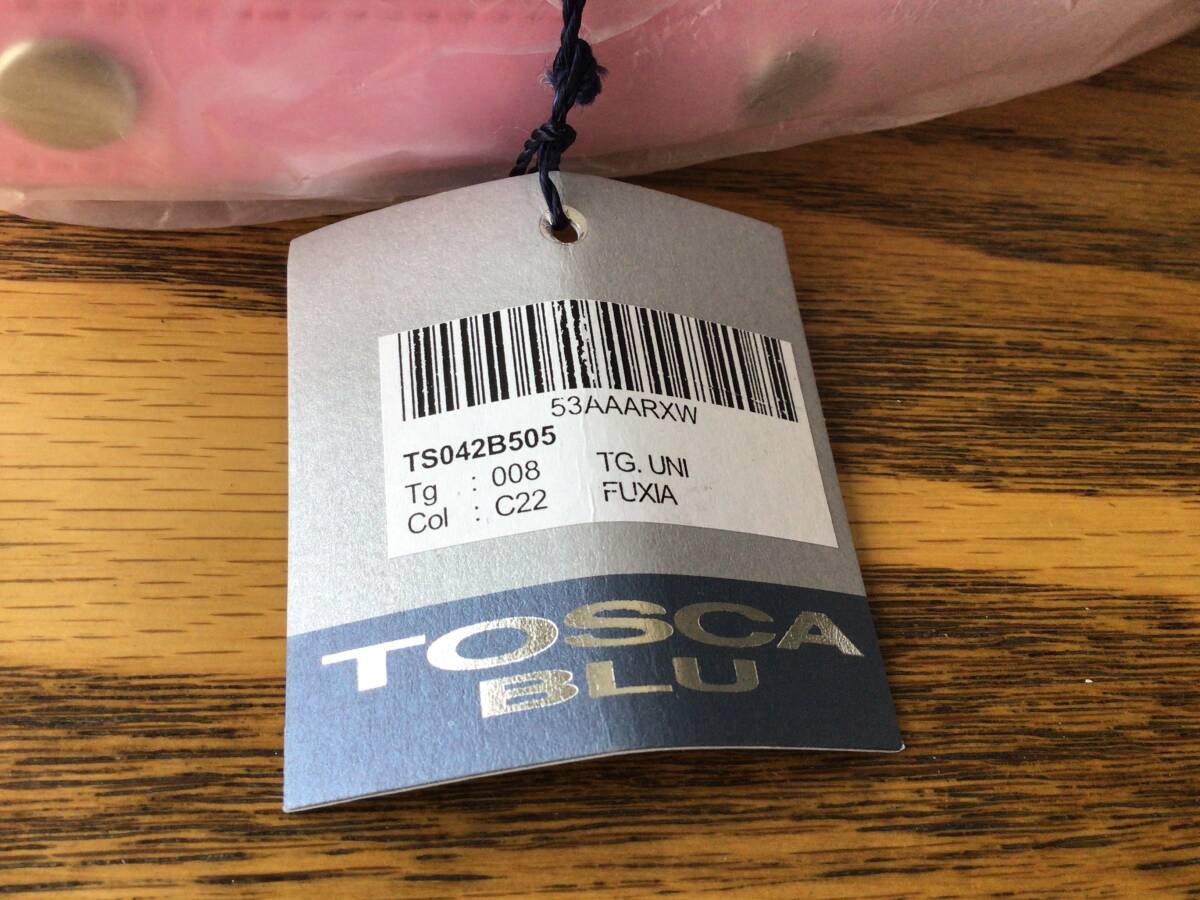 53AAARXW
TS042B505
Tg : 008 TG. UNI
Col : C22 FUXIA
TOSCA
BLU